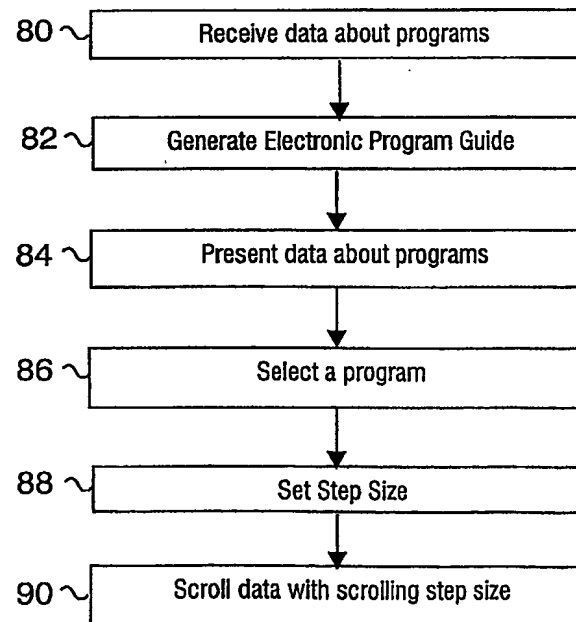 80 Receive data about programs
82 Generate Electronic Program Guide
84 Present data about programs
86 Select a program
88 Set Step Size
90 Scroll data with scrolling step size